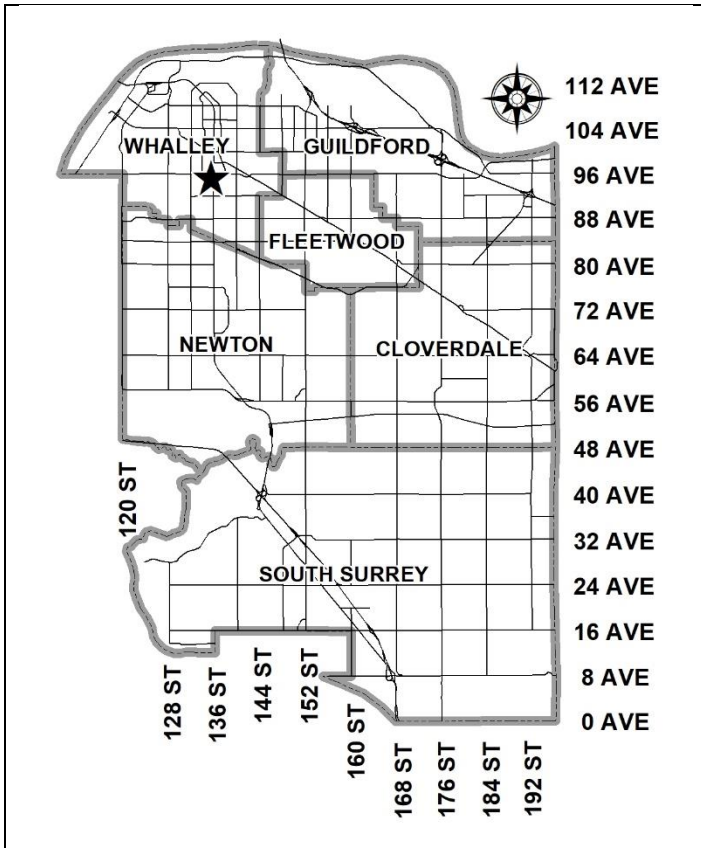 112 AVE
104 AVE
WHALLEY
GUILDFORD
96 AVE
88 AVE
FLEETWOOD
80 AVE
72 AVE
NEWTON
CLOVERDALE
64 AVE
56 AVE
48 AVE
120 ST
40 AVE
32 AVE
SOUTH SURREY
24 AVE
16 AVE
8 AVE
0 AVE
128 ST
136 ST
144 ST
152 ST
160 ST
168 ST
176 ST
184 ST
192 ST